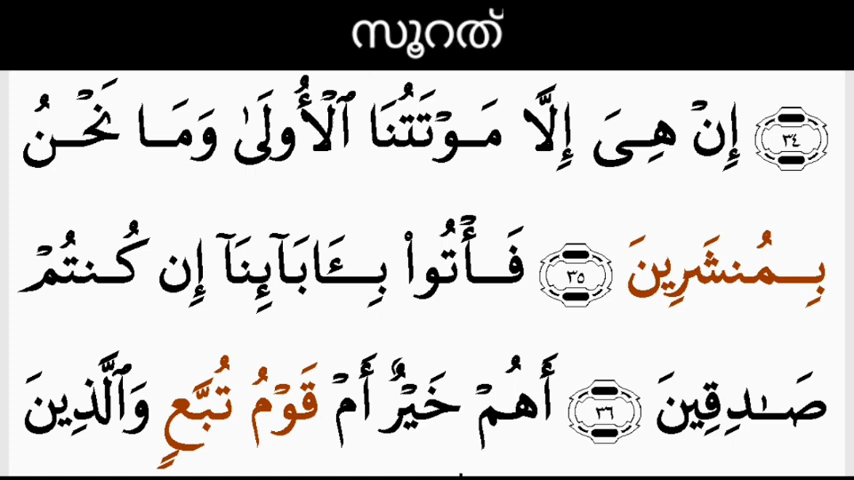 സൂറത്
٣٤ إِنْ هِىَ إِلَّا مَوْتَتُنَا ٱلْأُولَىٰ وَمَا نَحْنُ
بِمُنشَرِينَ ٣٥ فَأْتُوا۟ بِـَٔابَآئِنَآ إِن كُنتُمْ
صَـٰدِقِينَ ٣٦ أَهُمْ خَيْرٌ أَمْ قَوْمُ تُبَّعٍ وَٱلَّذِينَ